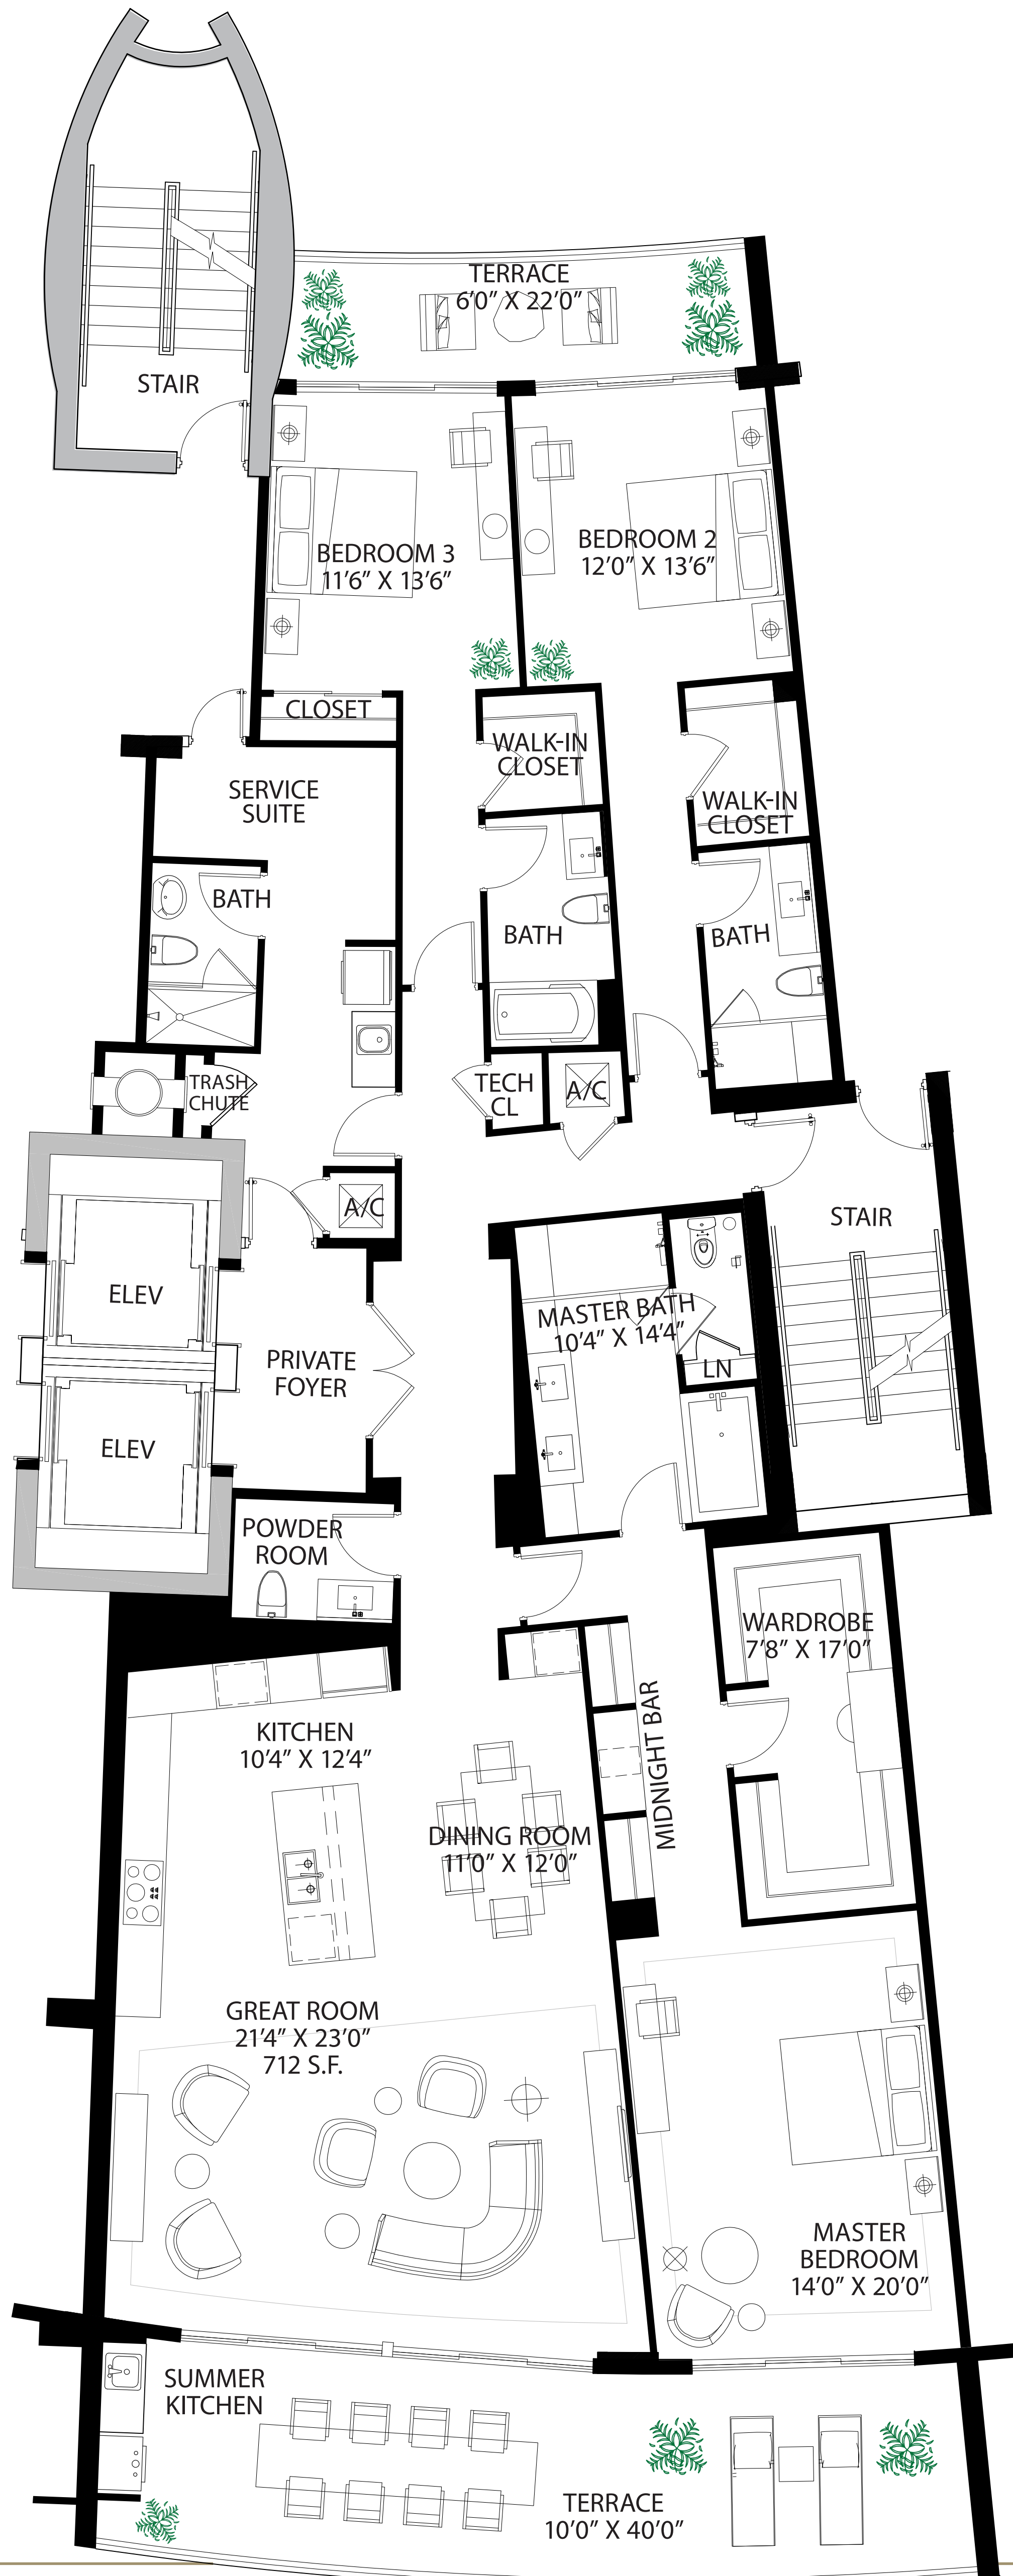 TERRACE
6'0" X 22'0"
STAIR
BEDROOM 3
11'6" X 13'6"
BEDROOM 2
12'0" X 13'6"
CLOSET
WALK-IN
CLOSET
WALK-IN
CLOSET
SERVICE
SUITE
BATH
BATH
BATH
TRASH
CHUTE
TECH
CL
A/C
A/C
STAIR
ELEV
MASTER BATH
10'4" X 14'4"
LN
PRIVATE
FOYER
ELEV
POWDER
ROOM
WARDROBE
7'8" X 17'0"
MIDNIGHT BAR
KITCHEN
10'4" X 12'4"
DINING ROOM
11'0" X 12'0"
GREAT ROOM
21'4" X 23'0"
712 S.F.
MASTER
BEDROOM
14'0" X 20'0"
SUMMER
KITCHEN
TERRACE
10'0" X 40'0"